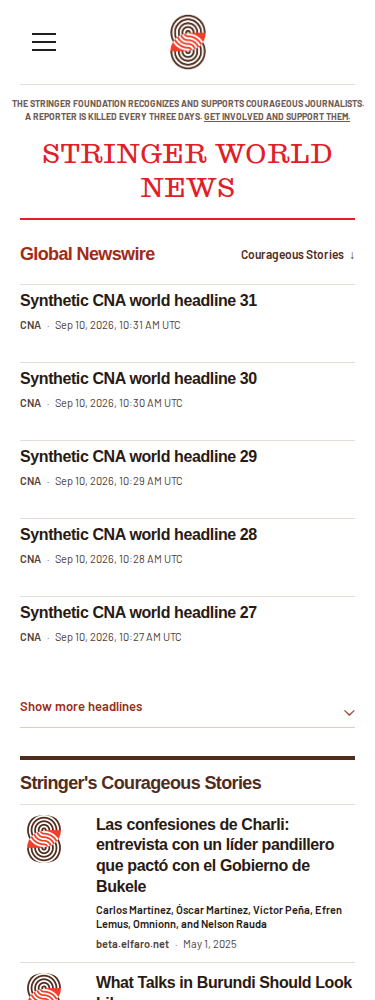 THE STRINGER FOUNDATION RECOGNIZES AND SUPPORTS COURAGEOUS JOURNALISTS.
A REPORTER IS KILLED EVERY THREE DAYS. GET INVOLVED AND SUPPORT THEM.
STRINGER WORLD
NEWS
Global Newswire
Courageous Stories ↓
Synthetic CNA world headline 31
CNA · Sep 10, 2026, 10:31 AM UTC
Synthetic CNA world headline 30
CNA · Sep 10, 2026, 10:30 AM UTC
Synthetic CNA world headline 29
CNA · Sep 10, 2026, 10:29 AM UTC
Synthetic CNA world headline 28
CNA · Sep 10, 2026, 10:28 AM UTC
Synthetic CNA world headline 27
CNA · Sep 10, 2026, 10:27 AM UTC
Show more headlines
Stringer's Courageous Stories
Las confesiones de Charli:
entrevista con un líder pandillero
que pactó con el Gobierno de
Bukele
Carlos Martínez, Óscar Martínez, Víctor Peña, Efren
Lemus, Omnionn, and Nelson Rauda
beta.elfaro.net · May 1, 2025
What Talks in Burundi Should Look